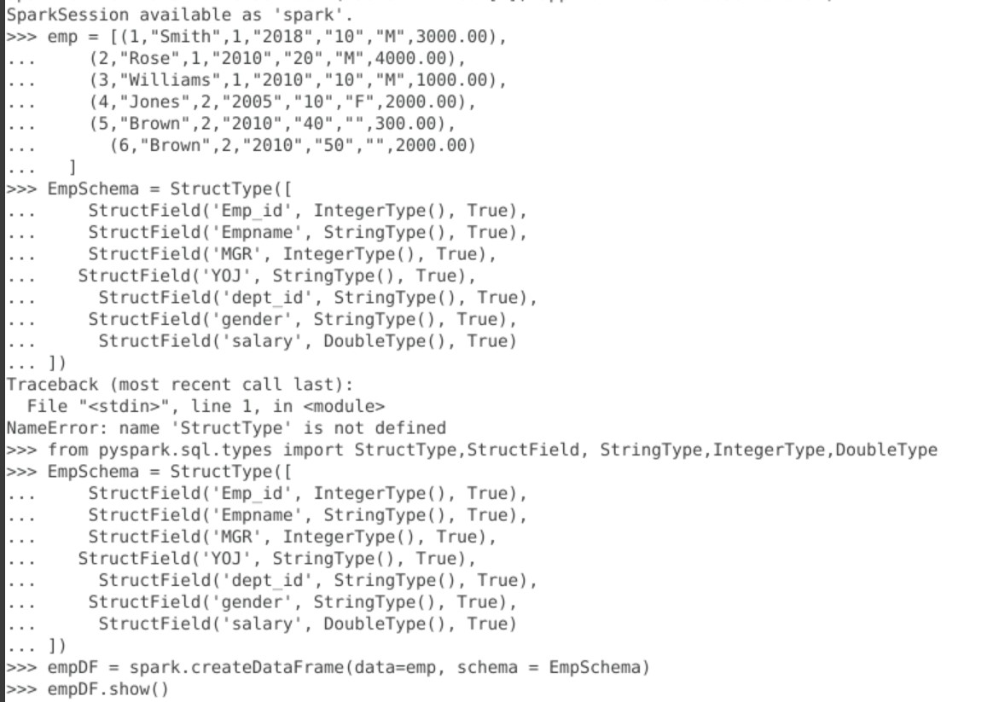 SparkSession available as 'spark'.
>>> emp = [(1,"Smith",1,"2018","10","M",3000.00),
...     (2,"Rose",1,"2010","20","M",4000.00),
...     (3,"Williams",1,"2010","10","M",1000.00),
...     (4,"Jones",2,"2005","10","F",2000.00),
...     (5,"Brown",2,"2010","40","",300.00),
...       (6,"Brown",2,"2010","50","",2000.00)
...   ]
>>> EmpSchema = StructType([
...     StructField('Emp_id', IntegerType(), True),
...     StructField('Empname', StringType(), True),
...     StructField('MGR', IntegerType(), True),
...    StructField('YOJ', StringType(), True),
...      StructField('dept_id', StringType(), True),
...     StructField('gender', StringType(), True),
...      StructField('salary', DoubleType(), True)
... ])
Traceback (most recent call last):
  File "<stdin>", line 1, in <module>
NameError: name 'StructType' is not defined
>>> from pyspark.sql.types import StructType,StructField, StringType,IntegerType,DoubleType
>>> EmpSchema = StructType([
...     StructField('Emp_id', IntegerType(), True),
...     StructField('Empname', StringType(), True),
...     StructField('MGR', IntegerType(), True),
...    StructField('YOJ', StringType(), True),
...      StructField('dept_id', StringType(), True),
...     StructField('gender', StringType(), True),
...      StructField('salary', DoubleType(), True)
... ])
>>> empDF = spark.createDataFrame(data=emp, schema = EmpSchema)
>>> empDF.show()